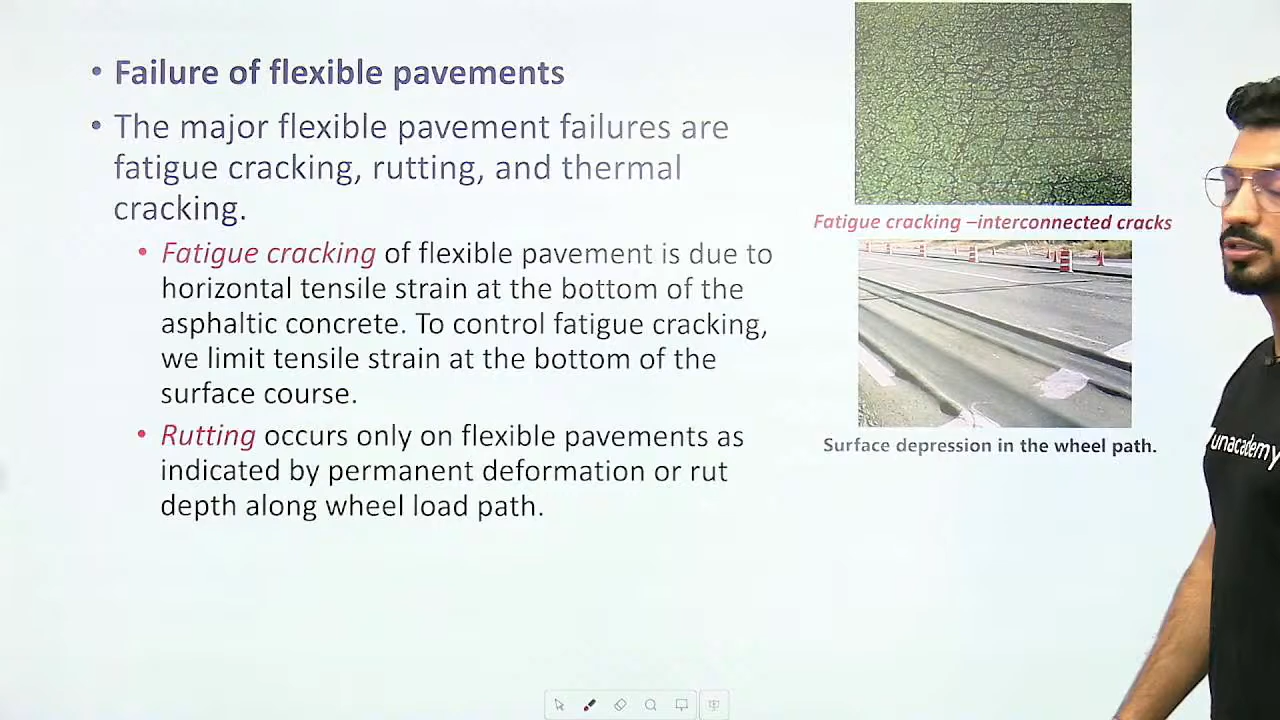 • Failure of flexible pavements
• The major flexible pavement failures are
fatigue cracking, rutting, and thermal
cracking.
• Fatigue cracking of flexible pavement is due to
horizontal tensile strain at the bottom of the
asphaltic concrete. To control fatigue cracking,
we limit tensile strain at the bottom of the
surface course.
• Rutting occurs only on flexible pavements as
indicated by permanent deformation or rut
depth along wheel load path.
Fatigue cracking –interconnected cracks
Surface depression in the wheel path.
unacademy